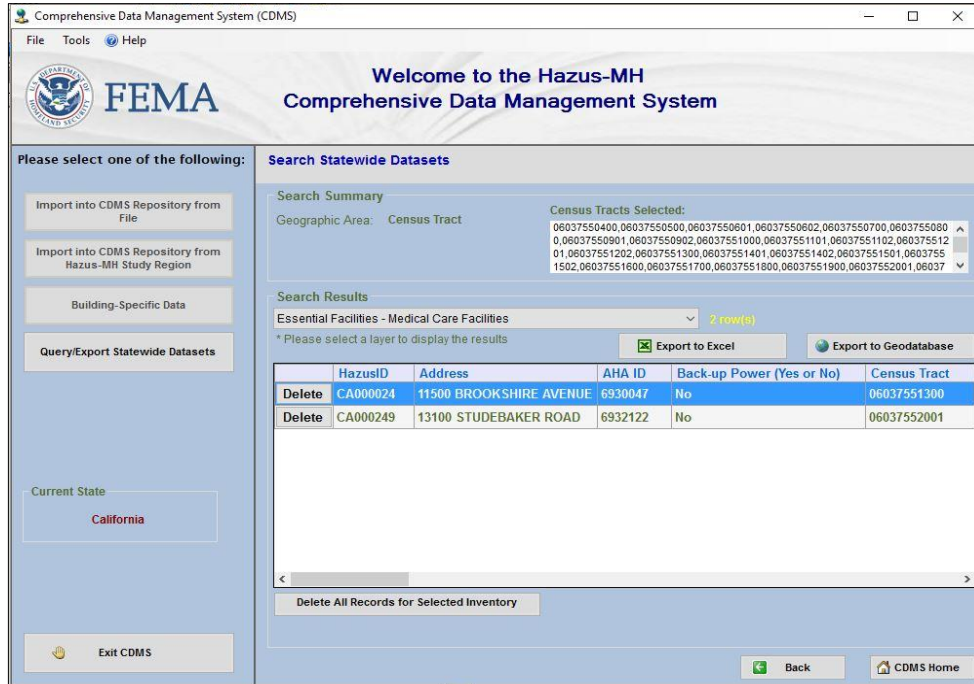 Comprehensive Data Management System (CDMS)
File Tools Help
FEMA
Welcome to the Hazus-MH
Comprehensive Data Management System
Please select one of the following:
Import into CDMS Repository from
File
Import into CDMS Repository from
Hazus-MH Study Region
Building-Specific Data
Query/Export Statewide Datasets
Current State
California
Exit CDMS
Search Statewide Datasets
Search Summary
Geographic Area: Census Tract
Census Tracts Selected:
06037550400,06037550500,06037550601,06037550602,06037550700,0603755080
0,06037550901,06037550902,06037551000,06037551101,06037551102,060375512
01,06037551202,06037551300,06037551401,06037551402,06037551501,0603755
1502,06037551600,06037551700,06037551800,06037551900,06037552001,06037
Search Results
Essential Facilities - Medical Care Facilities
2 row(s)
* Please select a layer to display the results
Export to Excel
Export to Geodatabase
HazusID Address AHA ID Back-up Power (Yes or No) Census Tract
Delete CA000024 11500 BROOKSHIRE AVENUE 6930047 No 06037551300
Delete CA000249 13100 STUDEBAKER ROAD 6932122 No 06037552001
Delete All Records for Selected Inventory
Back
CDMS Home